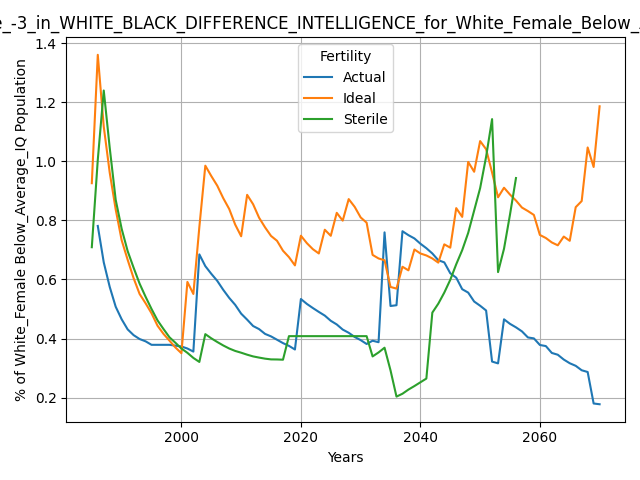 _-3_in_WHITE_BLACK_DIFFERENCE_INTELLIGENCE_for_White_Female_Below_
Fertility
Actual
Ideal
Sterile
% of White_Female Below_Average_IQ Population
1.4
1.2
1.0
0.8
0.6
0.4
0.2
2000
2020
2040
2060
Years